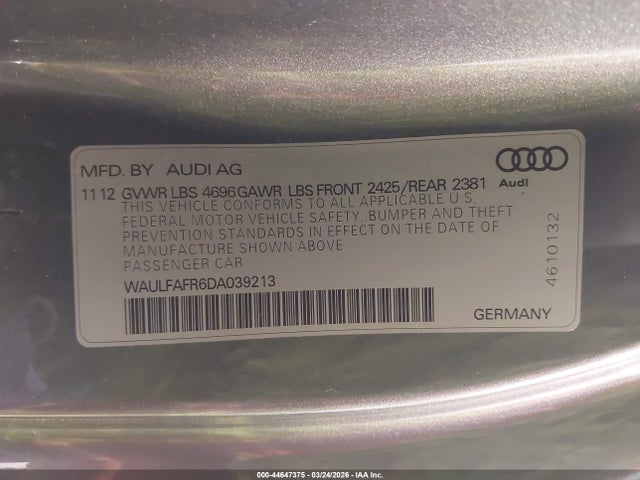 MFD. BY AUDI AG
11 12 GVWR LBS 4696 GAWR LBS FRONT 2425/REAR 2381
Audi
THIS VEHICLE CONFORMS TO ALL APPLICABLE U S
FEDERAL MOTOR VEHICLE SAFETY, BUMPER AND THEFT
PREVENTION STANDARDS IN EFFECT ON THE DATE OF
MANUFACTURE SHOWN ABOVE
PASSENGER CAR
WAULFAFR6DA039213
4610132
GERMANY
000-44647375 - 03/24/2026 - IAA Inc.